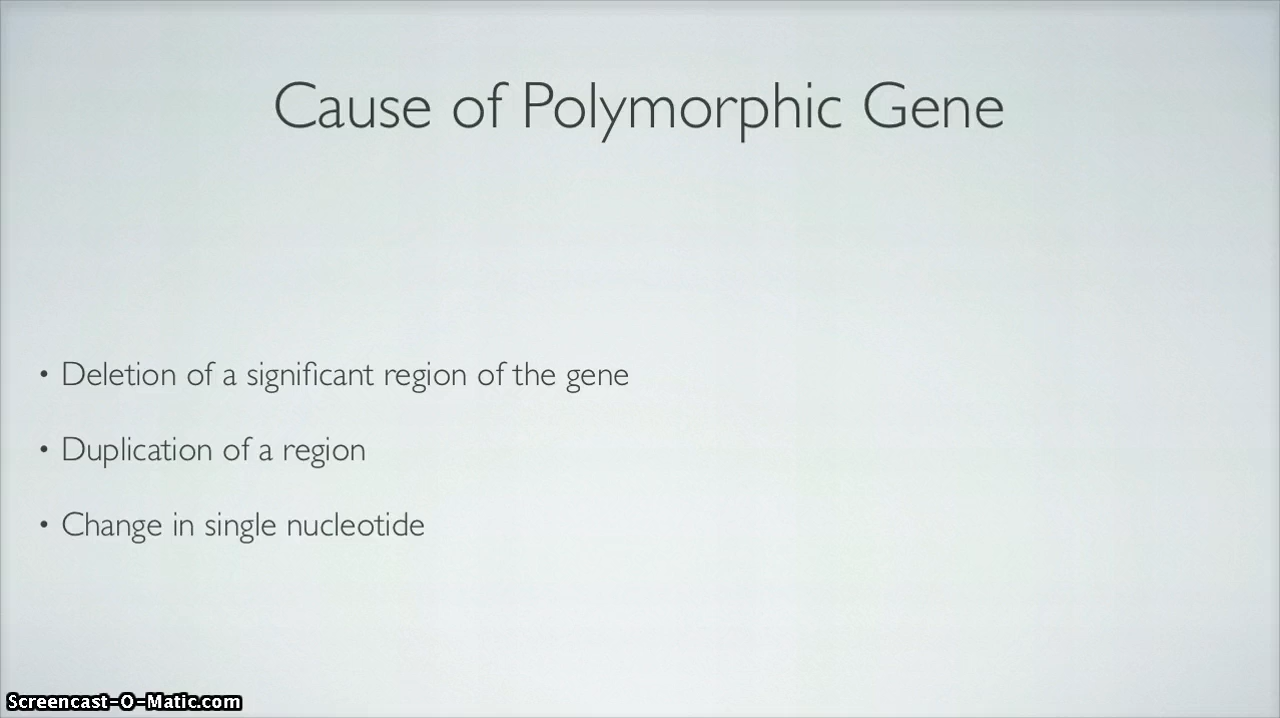 Cause of Polymorphic Gene
• Deletion of a significant region of the gene
• Duplication of a region
• Change in single nucleotide
Screencast-O-Matic.com